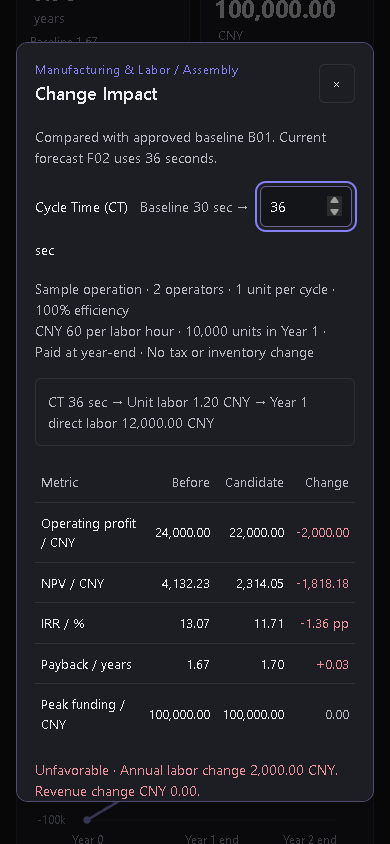 years
100,000.00
CNY
Baseline 1.67
Manufacturing & Labor / Assembly
Change Impact
×
Compared with approved baseline B01. Current
forecast F02 uses 36 seconds.
Cycle Time (CT) Baseline 30 sec → 36
sec
Sample operation · 2 operators · 1 unit per cycle ·
100% efficiency
CNY 60 per labor hour · 10,000 units in Year 1 ·
Paid at year-end · No tax or inventory change
CT 36 sec → Unit labor 1.20 CNY → Year 1
direct labor 12,000.00 CNY
Metric Before Candidate Change
Operating profit
/ CNY 24,000.00 22,000.00 -2,000.00
NPV / CNY 4,132.23 2,314.05 -1,818.18
IRR / % 13.07 11.71 -1.36 pp
Payback / years 1.67 1.70 +0.03
Peak funding /
CNY 100,000.00 100,000.00 0.00
Unfavorable · Annual labor change 2,000.00 CNY.
Revenue change CNY 0.00.
-100k
Year 0 Year 1 end Year 2 end